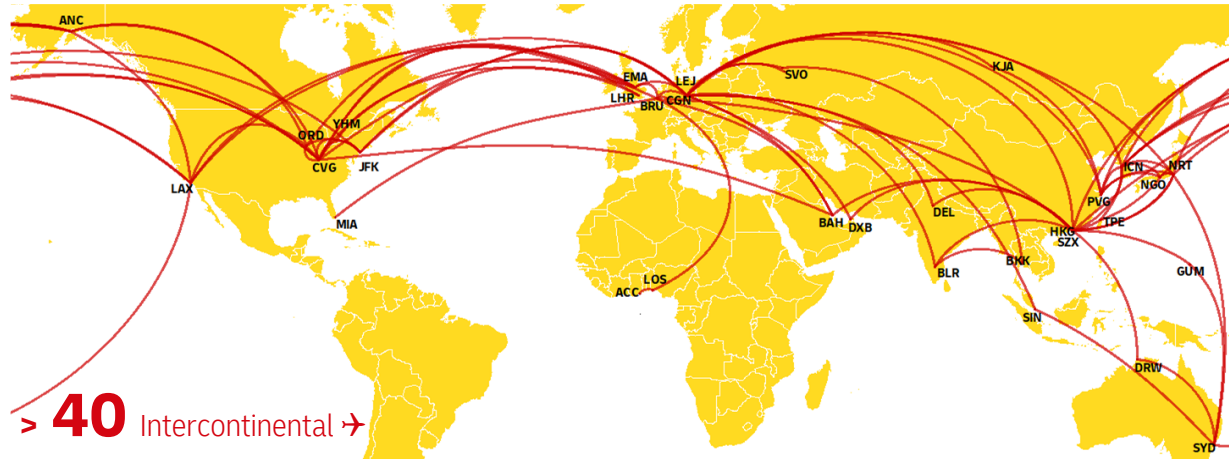 ANC
EMA
LEJ
SVO
KJA
LHR
BRU
CGN
YHM
ORD
CVG
JFK
LAX
MIA
ICN
NRT
NGO
PVG
TPE
HKG
SZX
DEL
BAH
DXB
BLR
BKK
GUM
LOS
ACC
SIN
DRW
SYD
> 40 Intercontinental